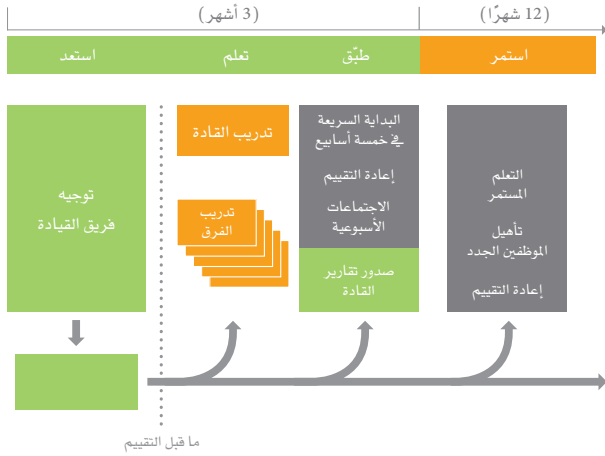 (3 أشهر)
(12 شهرًا)
استعد
تعلم
طبّق
استمر
توجيه
فريق القيادة
تدريب القادة
تدريب
الفرق
البداية السريعة
في خمسة أسابيع
إعادة التقييم
الاجتماعات
الأسبوعية
صدور تقارير
القادة
التعلم
المستمر
تأهيل
الموظفين الجدد
إعادة التقييم
ما قبل التقييم